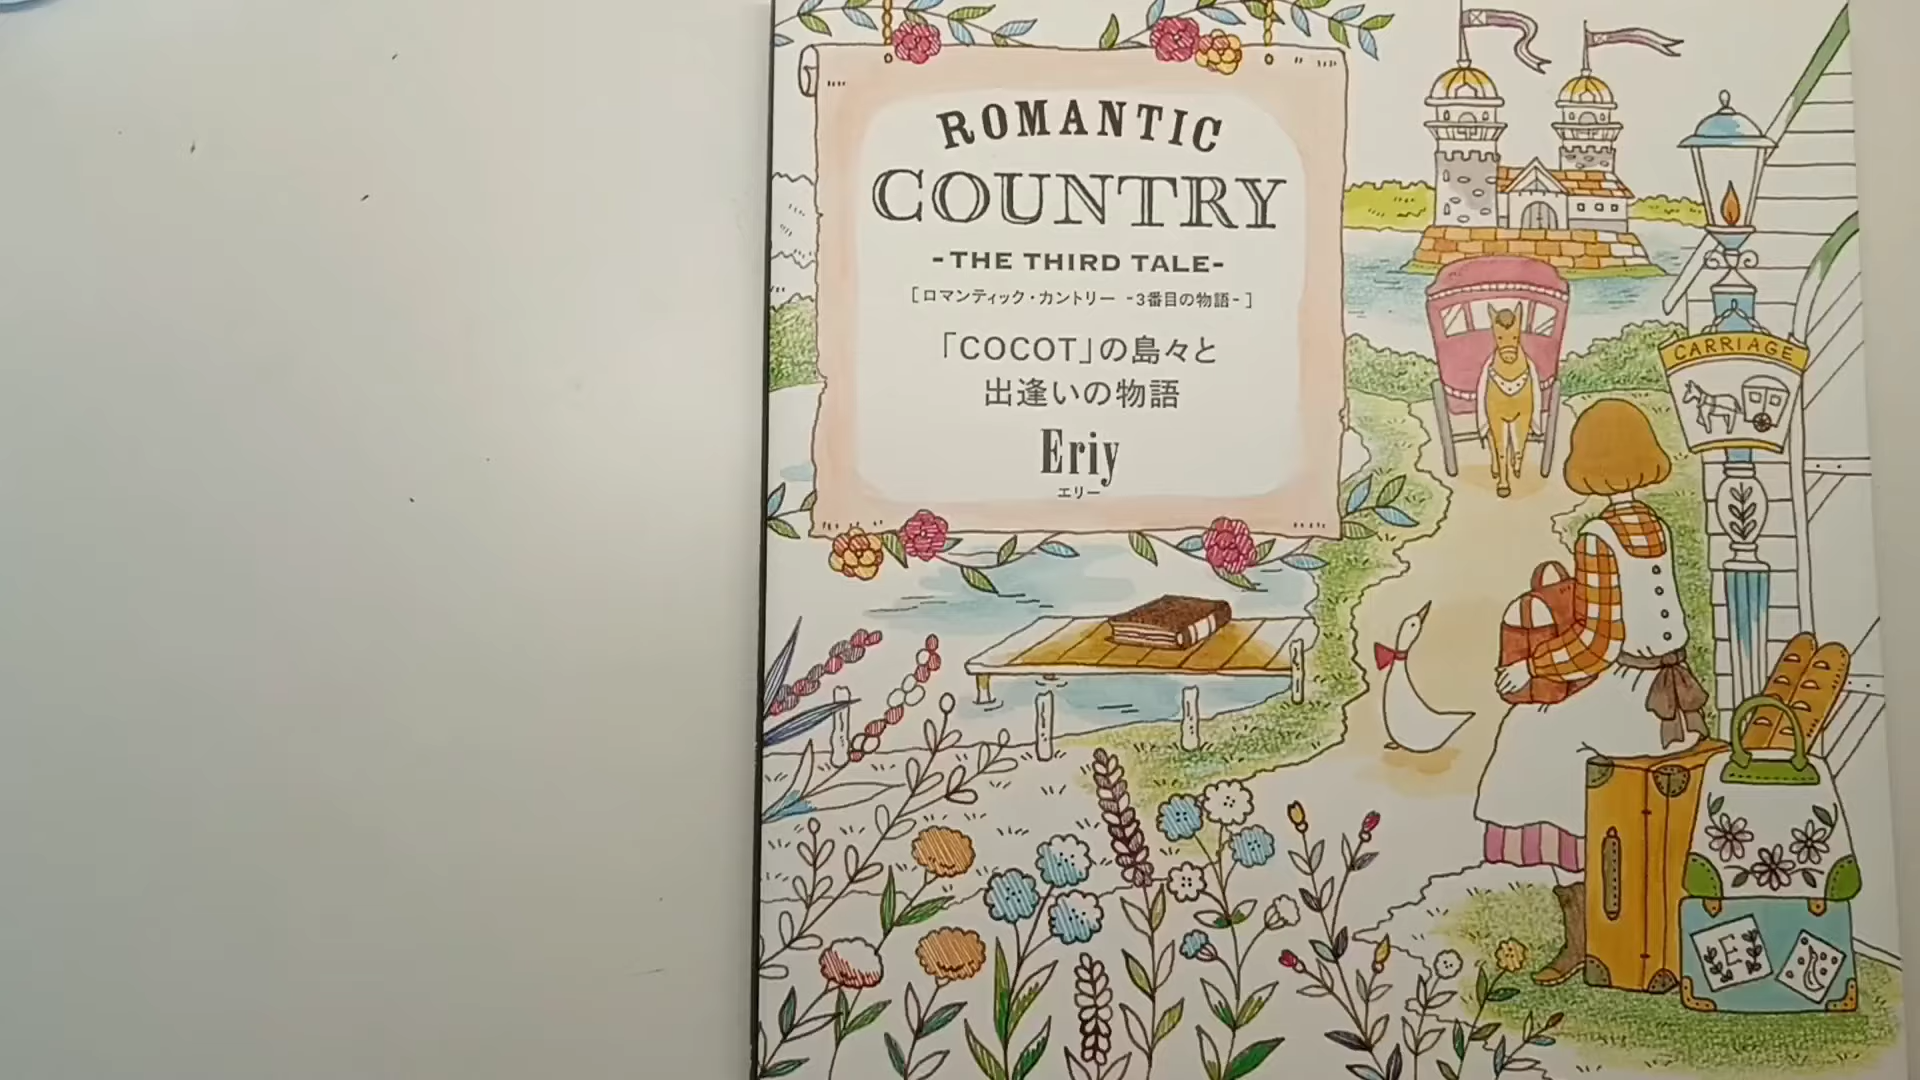 ROMANTIC
COUNTRY
-THE THIRD TALE-
[ロマンティック・カントリー -3番目の物語-]
「COCOT」の島々と
出逢いの物語
Eriy
エリー
CARRIAGE
E